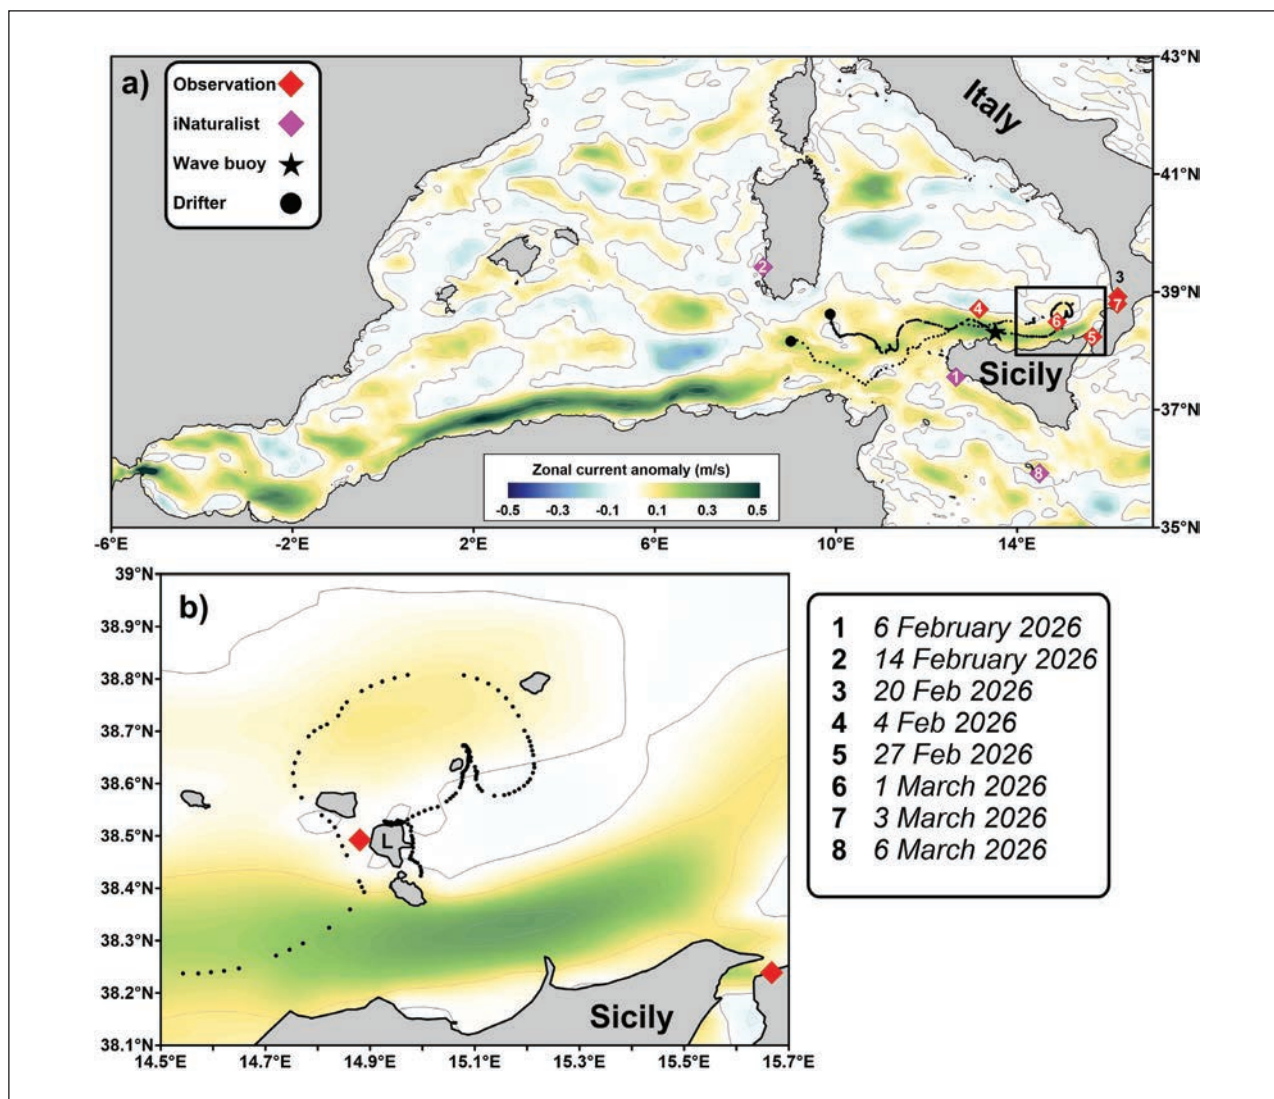 a)
Observation
iNaturalist
Wave buoy
Drifter
Italy
Sicily
1
2
3
4
5
6
7
8
Zonal current anomaly (m/s)
-0.5 -0.3 -0.1 0.1 0.3 0.5
43°N
41°N
39°N
37°N
35°N
-6°E -2°E 2°E 6°E 10°E 14°E
b)
39°N
38.9°N
38.8°N
38.7°N
38.6°N
38.5°N
38.4°N
38.3°N
38.2°N
38.1°N
L
Sicily
14.5°E 14.7°E 14.9°E 15.1°E 15.3°E 15.5°E 15.7°E
1 6 February 2026
2 14 February 2026
3 20 Feb 2026
4 4 Feb 2026
5 27 Feb 2026
6 1 March 2026
7 3 March 2026
8 6 March 2026